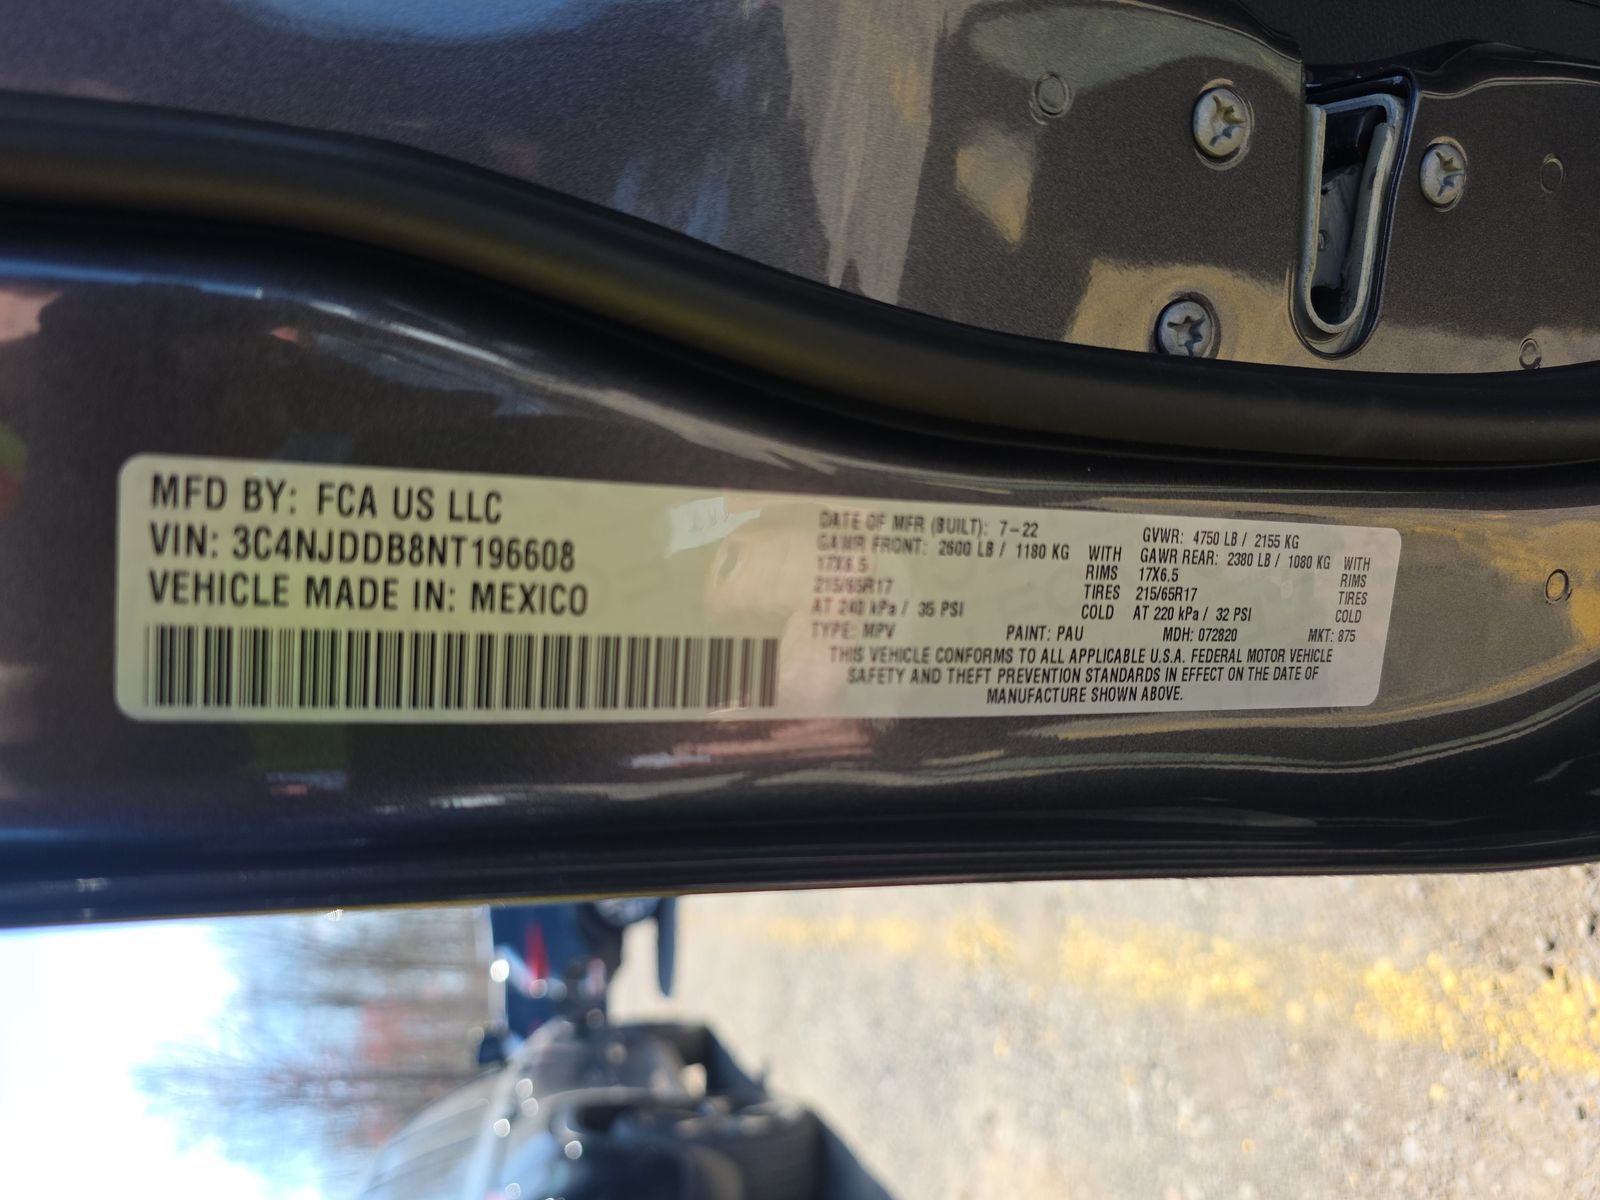 MFD BY: FCA US LLC
VIN: 3C4NJDDB8NT196608
VEHICLE MADE IN: MEXICO
DATE OF MFR (BUILT): 7-22 GVWR: 4750 LB / 2155 KG
GAWR FRONT: 2600 LB / 1180 KG WITH GAWR REAR: 2380 LB / 1080 KG WITH
17X6.5 RIMS 17X6.5 RIMS
215/65R17 TIRES 215/65R17 TIRES
AT 240 kPa / 35 PSI COLD AT 220 kPa / 32 PSI COLD
TYPE: MPV PAINT: PAU MDH: 072820 MKT: 875
THIS VEHICLE CONFORMS TO ALL APPLICABLE U.S.A. FEDERAL MOTOR VEHICLE
SAFETY AND THEFT PREVENTION STANDARDS IN EFFECT ON THE DATE OF
MANUFACTURE SHOWN ABOVE.